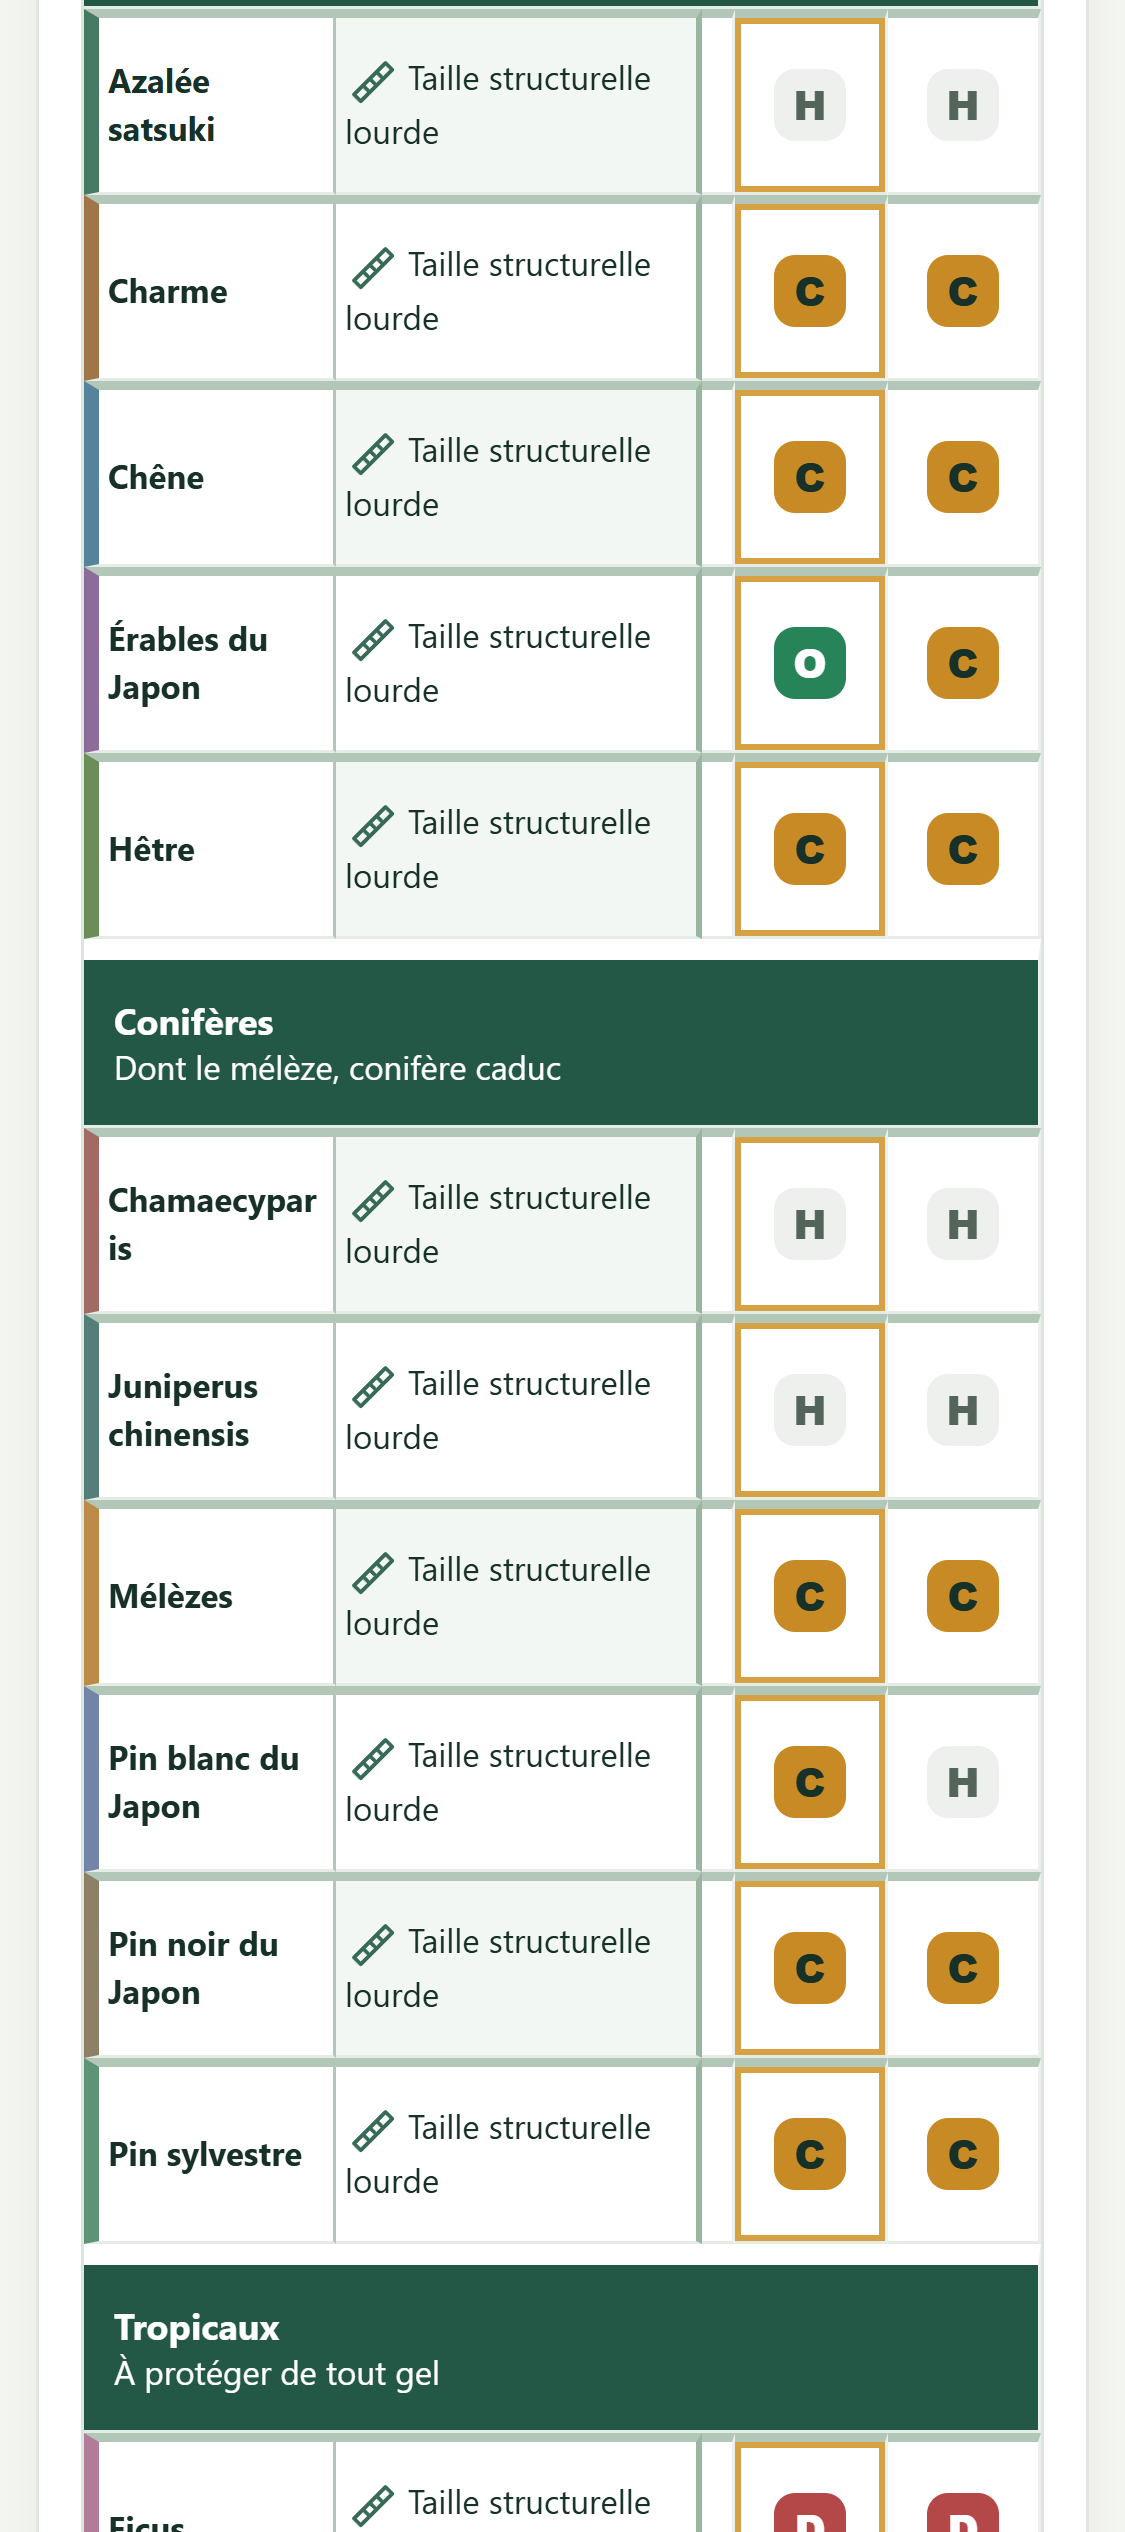 Azalée
satsuki
Taille structurelle
lourde
H
H
Charme
Taille structurelle
lourde
C
C
Chêne
Taille structurelle
lourde
C
C
Érables du
Japon
Taille structurelle
lourde
O
C
Hêtre
Taille structurelle
lourde
C
C
Conifères
Dont le mélèze, conifère caduc
Chamaecypar
is
Taille structurelle
lourde
H
H
Juniperus
chinensis
Taille structurelle
lourde
H
H
Mélèzes
Taille structurelle
lourde
C
C
Pin blanc du
Japon
Taille structurelle
lourde
C
H
Pin noir du
Japon
Taille structurelle
lourde
C
C
Pin sylvestre
Taille structurelle
lourde
C
C
Tropicaux
À protéger de tout gel
Ficus
Taille structurelle